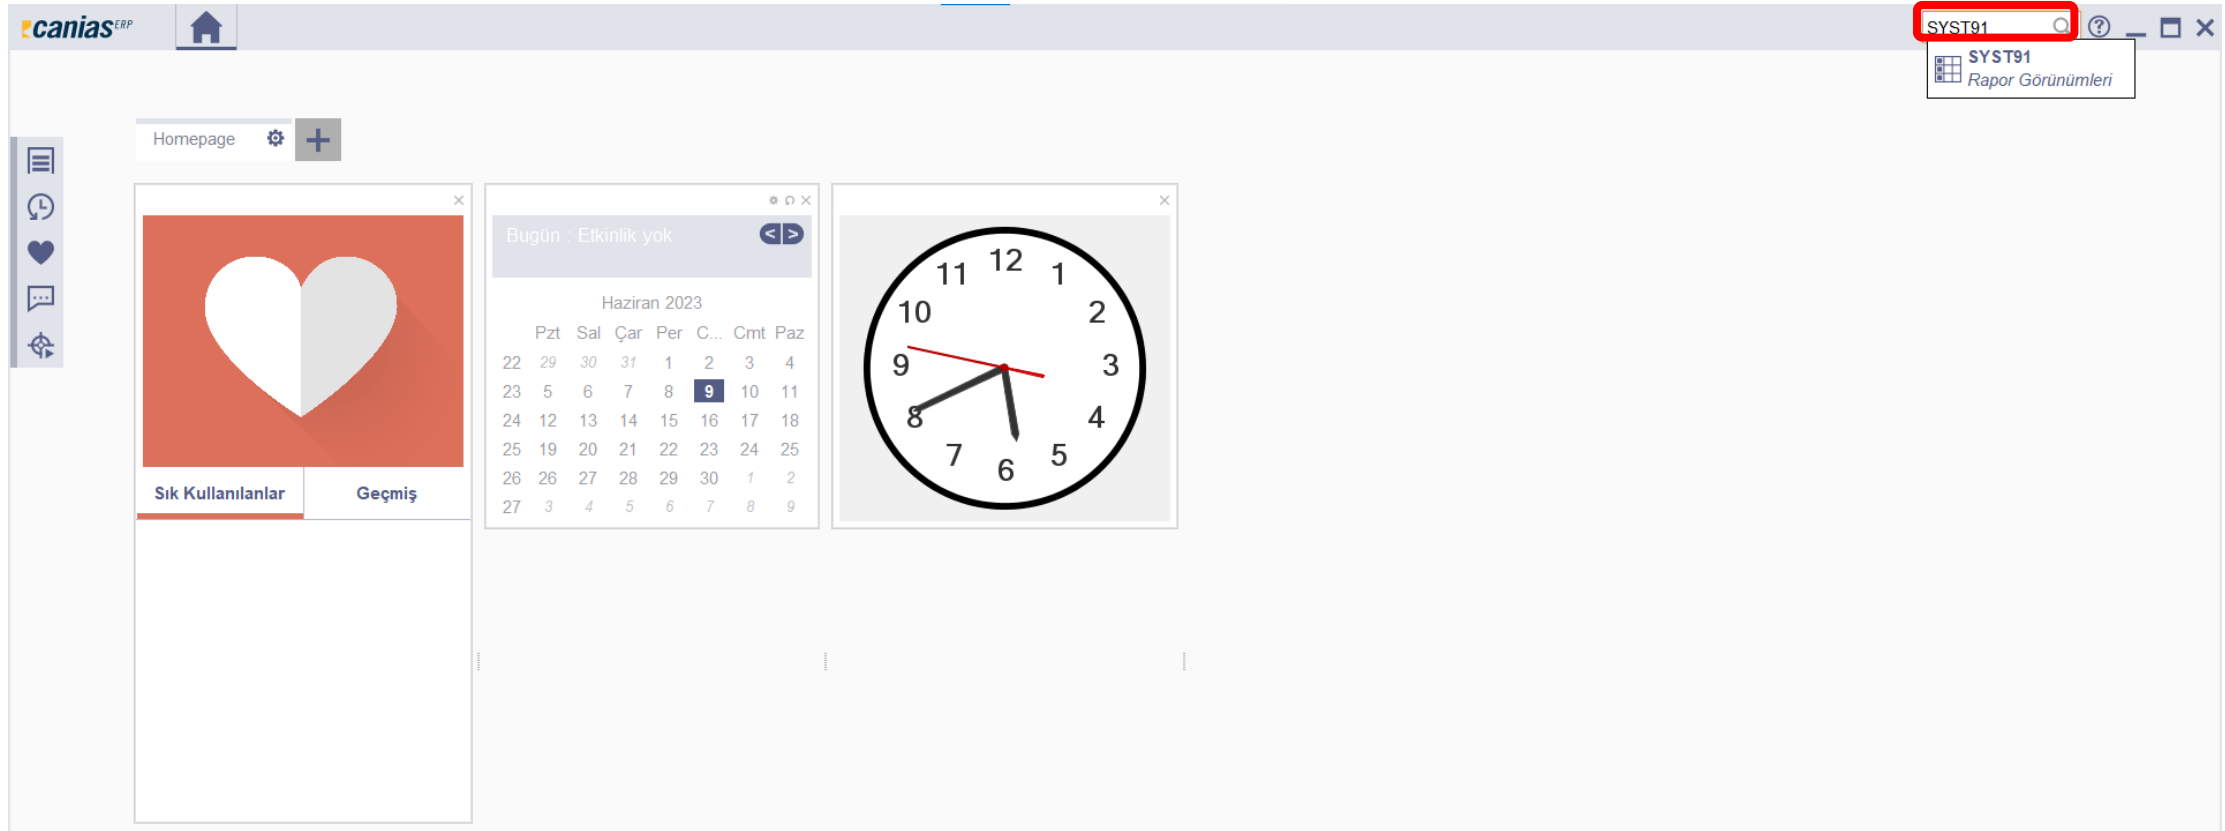 canias ERP
SYST91
SYST91
Rapor Görünümleri
Homepage
Bugün : Etkinlik yok
< >
Haziran 2023
Pzt Sal Çar Per C... Cmt Paz
22 29 30 31 1 2 3 4
23 5 6 7 8 9 10 11
24 12 13 14 15 16 17 18
25 19 20 21 22 23 24 25
26 26 27 28 29 30 1 2
27 3 4 5 6 7 8 9
12
11 1
10 2
9 3
8 4
7 5
6
Sık Kullanılanlar Geçmiş